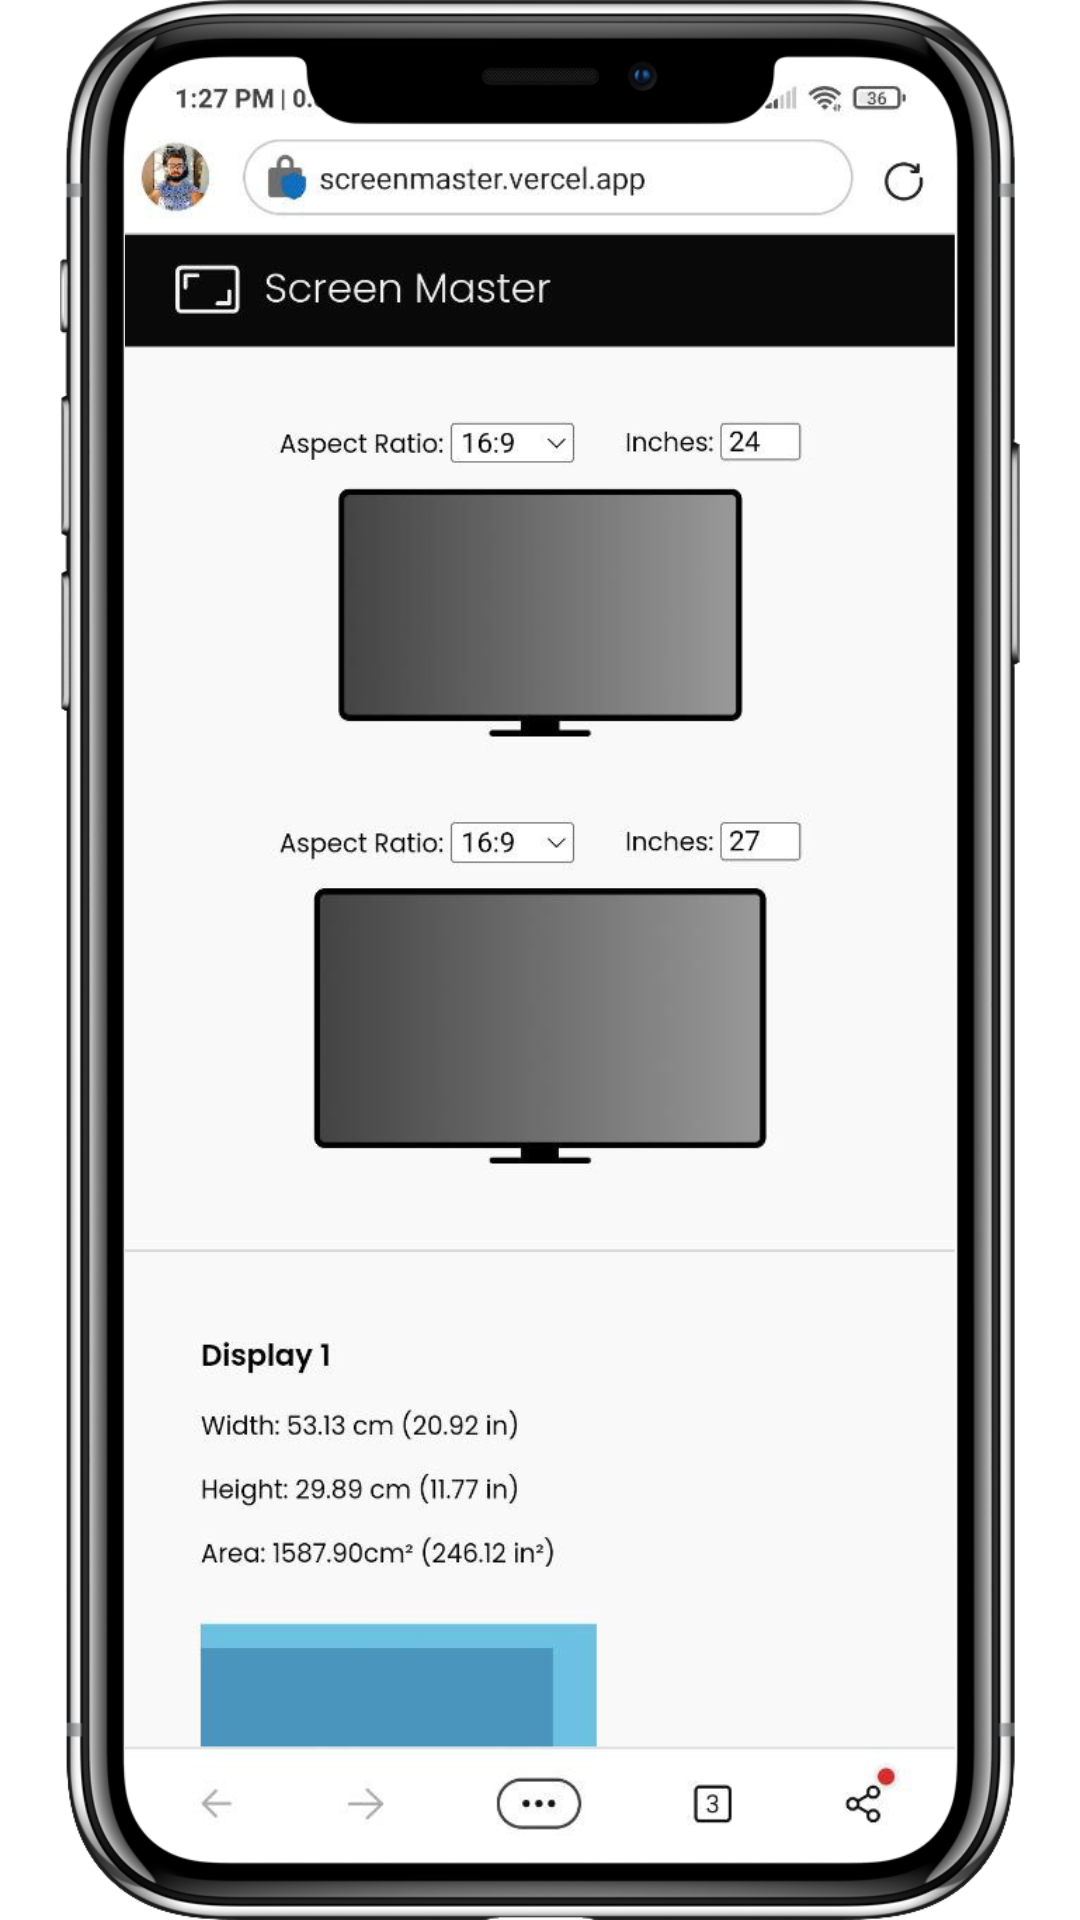 1:27 PM | 0.
36
screenmaster.vercel.app
Screen Master
Aspect Ratio: 16:9 Inches: 24
Aspect Ratio: 16:9 Inches: 27
Display 1
Width: 53.13 cm (20.92 in)
Height: 29.89 cm (11.77 in)
Area: 1587.90cm² (246.12 in²)
3